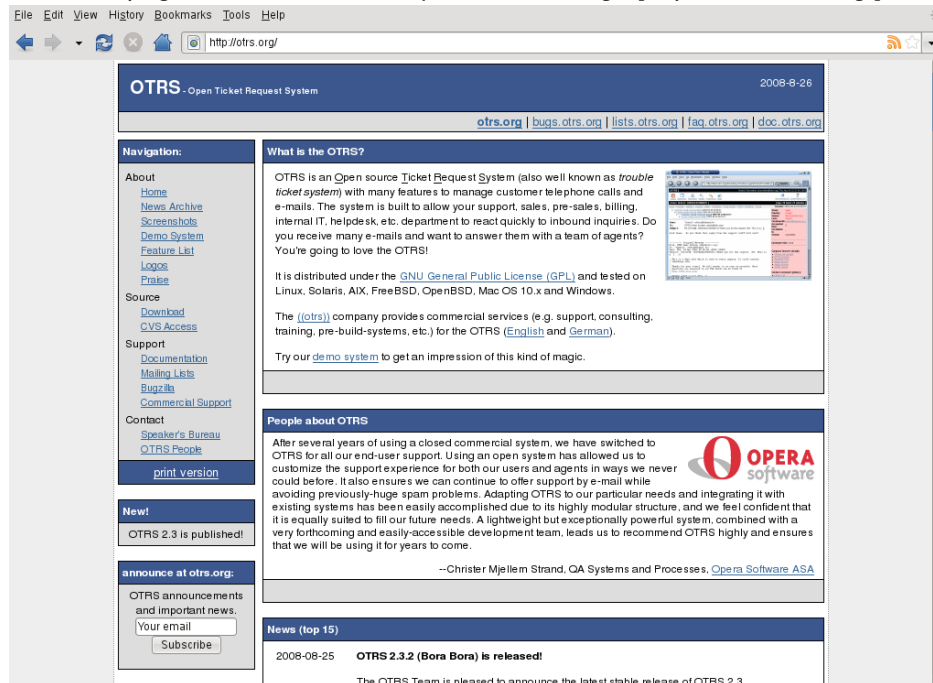 File Edit View History Bookmarks Tools Help
http://otrs.org/
OTRS - Open Ticket Request System
2008-8-26
otrs.org | bugs.otrs.org | lists.otrs.org | faq.otrs.org | doc.otrs.org
Navigation:
About
Home
News Archive
Screenshots
Demo System
Feature List
Logos
Praise
Source
Download
CVS Access
Support
Documentation
Mailing Lists
Bugzilla
Commercial Support
Contact
Speaker's Bureau
OTRS People
print version
New!
OTRS 2.3 is published!
announce at otrs.org:
OTRS announcements
and important news.
Your email
Subscribe
What is the OTRS?
OTRS is an Open source Ticket Request System (also well known as trouble
ticket system) with many features to manage customer telephone calls and
e-mails. The system is built to allow your support, sales, pre-sales, billing,
internal IT, helpdesk, etc. department to react quickly to inbound inquiries. Do
you receive many e-mails and want to answer them with a team of agents?
You're going to love the OTRS!
It is distributed under the GNU General Public License (GPL) and tested on
Linux, Solaris, AIX, FreeBSD, OpenBSD, Mac OS 10.x and Windows.
The ((otrs)) company provides commercial services (e.g. support, consulting,
training, pre-build-systems, etc.) for the OTRS (English and German).
Try our demo system to get an impression of this kind of magic.
People about OTRS
After several years of using a closed commercial system, we have switched to
OTRS for all our end-user support. Using an open system has allowed us to
customize the support experience for both our users and agents in ways we never
could before. It also ensures we can continue to offer support by e-mail while
avoiding previously-huge spam problems. Adapting OTRS to our particular needs and integrating it with
existing systems has been easily accomplished due to its highly modular structure, and we feel confident that
it is equally suited to fill our future needs. A lightweight but exceptionally powerful system, combined with a
very forthcoming and easily-accessible development team, leads us to recommend OTRS highly and ensures
that we will be using it for years to come.
OPERA
software
--Christer Mjellem Strand, QA Systems and Processes, Opera Software ASA
News (top 15)
2008-08-25 OTRS 2.3.2 (Bora Bora) is released!
The OTRS Team is pleased to announce the latest stable release of OTRS 2.3